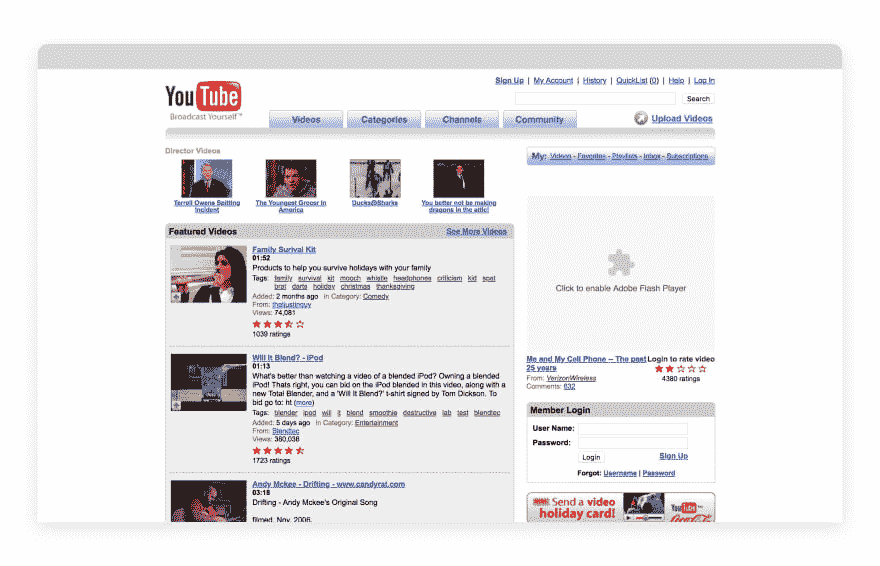 Sign Up | My Account | History | QuickList (0) | Help | Log In
YouTube
Broadcast Yourself™
Search
Videos
Categories
Channels
Community
Upload Videos
Director Videos
Terrell Owens Spitting
Incident
The Youngest Grocer In
America
Ducks@Sharks
You better not be making
dragons in the attic!
My: Videos - Favorites - Playlists - Inbox - Subscriptions
Featured Videos
See More Videos
Family Surival Kit
01:52
Products to help you survive holidays with your family
Tags: family survival kit mooch whistle headphones criticism kid spat
brat darts holiday christmas thanksgiving
Added: 2 months ago in Category: Comedy
From: thatjustinguy
Views: 74,081
1039 ratings
Will It Blend? - iPod
01:13
What's better than watching a video of a blended iPod? Owning a blended
iPod! Thats right, you can bid on the iPod blended in this video, along with a
new Total Blender, and a 'Will It Blend?' t-shirt signed by Tom Dickson. To
bid go to: ht (more)
Tags: blender ipod will it blend smoothie destructive lab test blendtec
Added: 5 days ago in Category: Entertainment
From: Blendtec
Views: 360,038
1723 ratings
Andy Mckee - Drifting - www.candyrat.com
03:18
Drifting - Andy McKee's Original Song
filmed, Nov, 2006.
Click to enable Adobe Flash Player
Me and My Cell Phone -- The past
25 years
Login to rate video
From: VerizonWireless
Comments: 832
4380 ratings
Member Login
User Name:
Password:
Login
Sign Up
Forgot: Username | Password
Send a video
holiday card!
YouTube
Coca-Cola